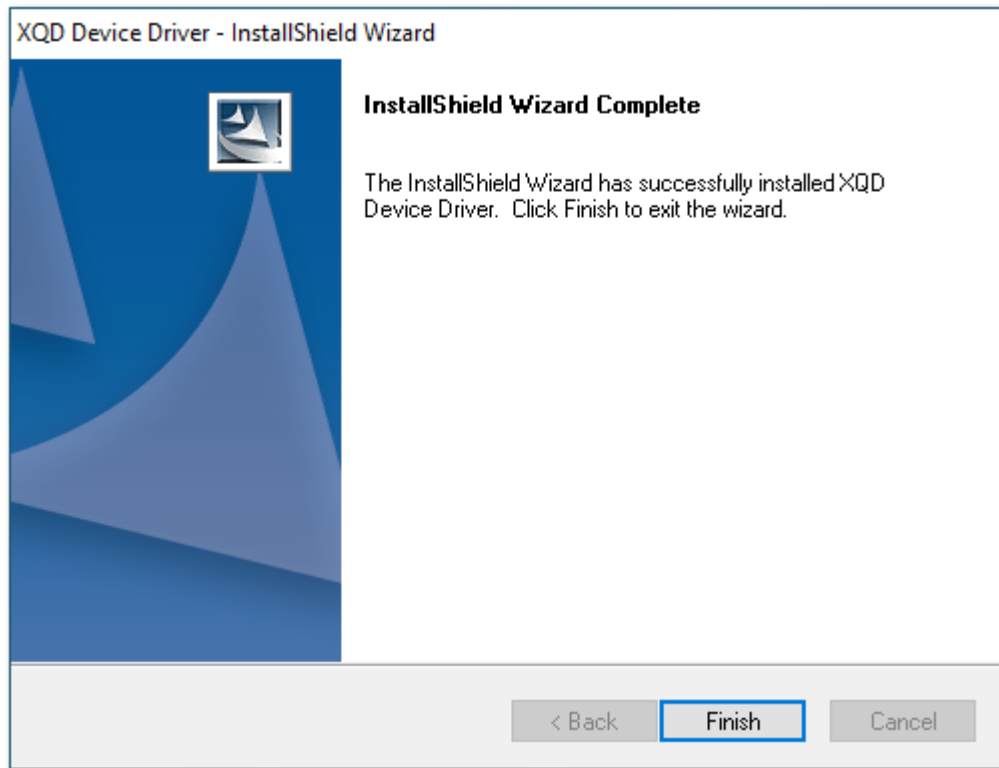 XQD Device Driver - InstallShield Wizard
InstallShield Wizard Complete
The InstallShield Wizard has successfully installed XQD
Device Driver.  Click Finish to exit the wizard.
< Back
Finish
Cancel